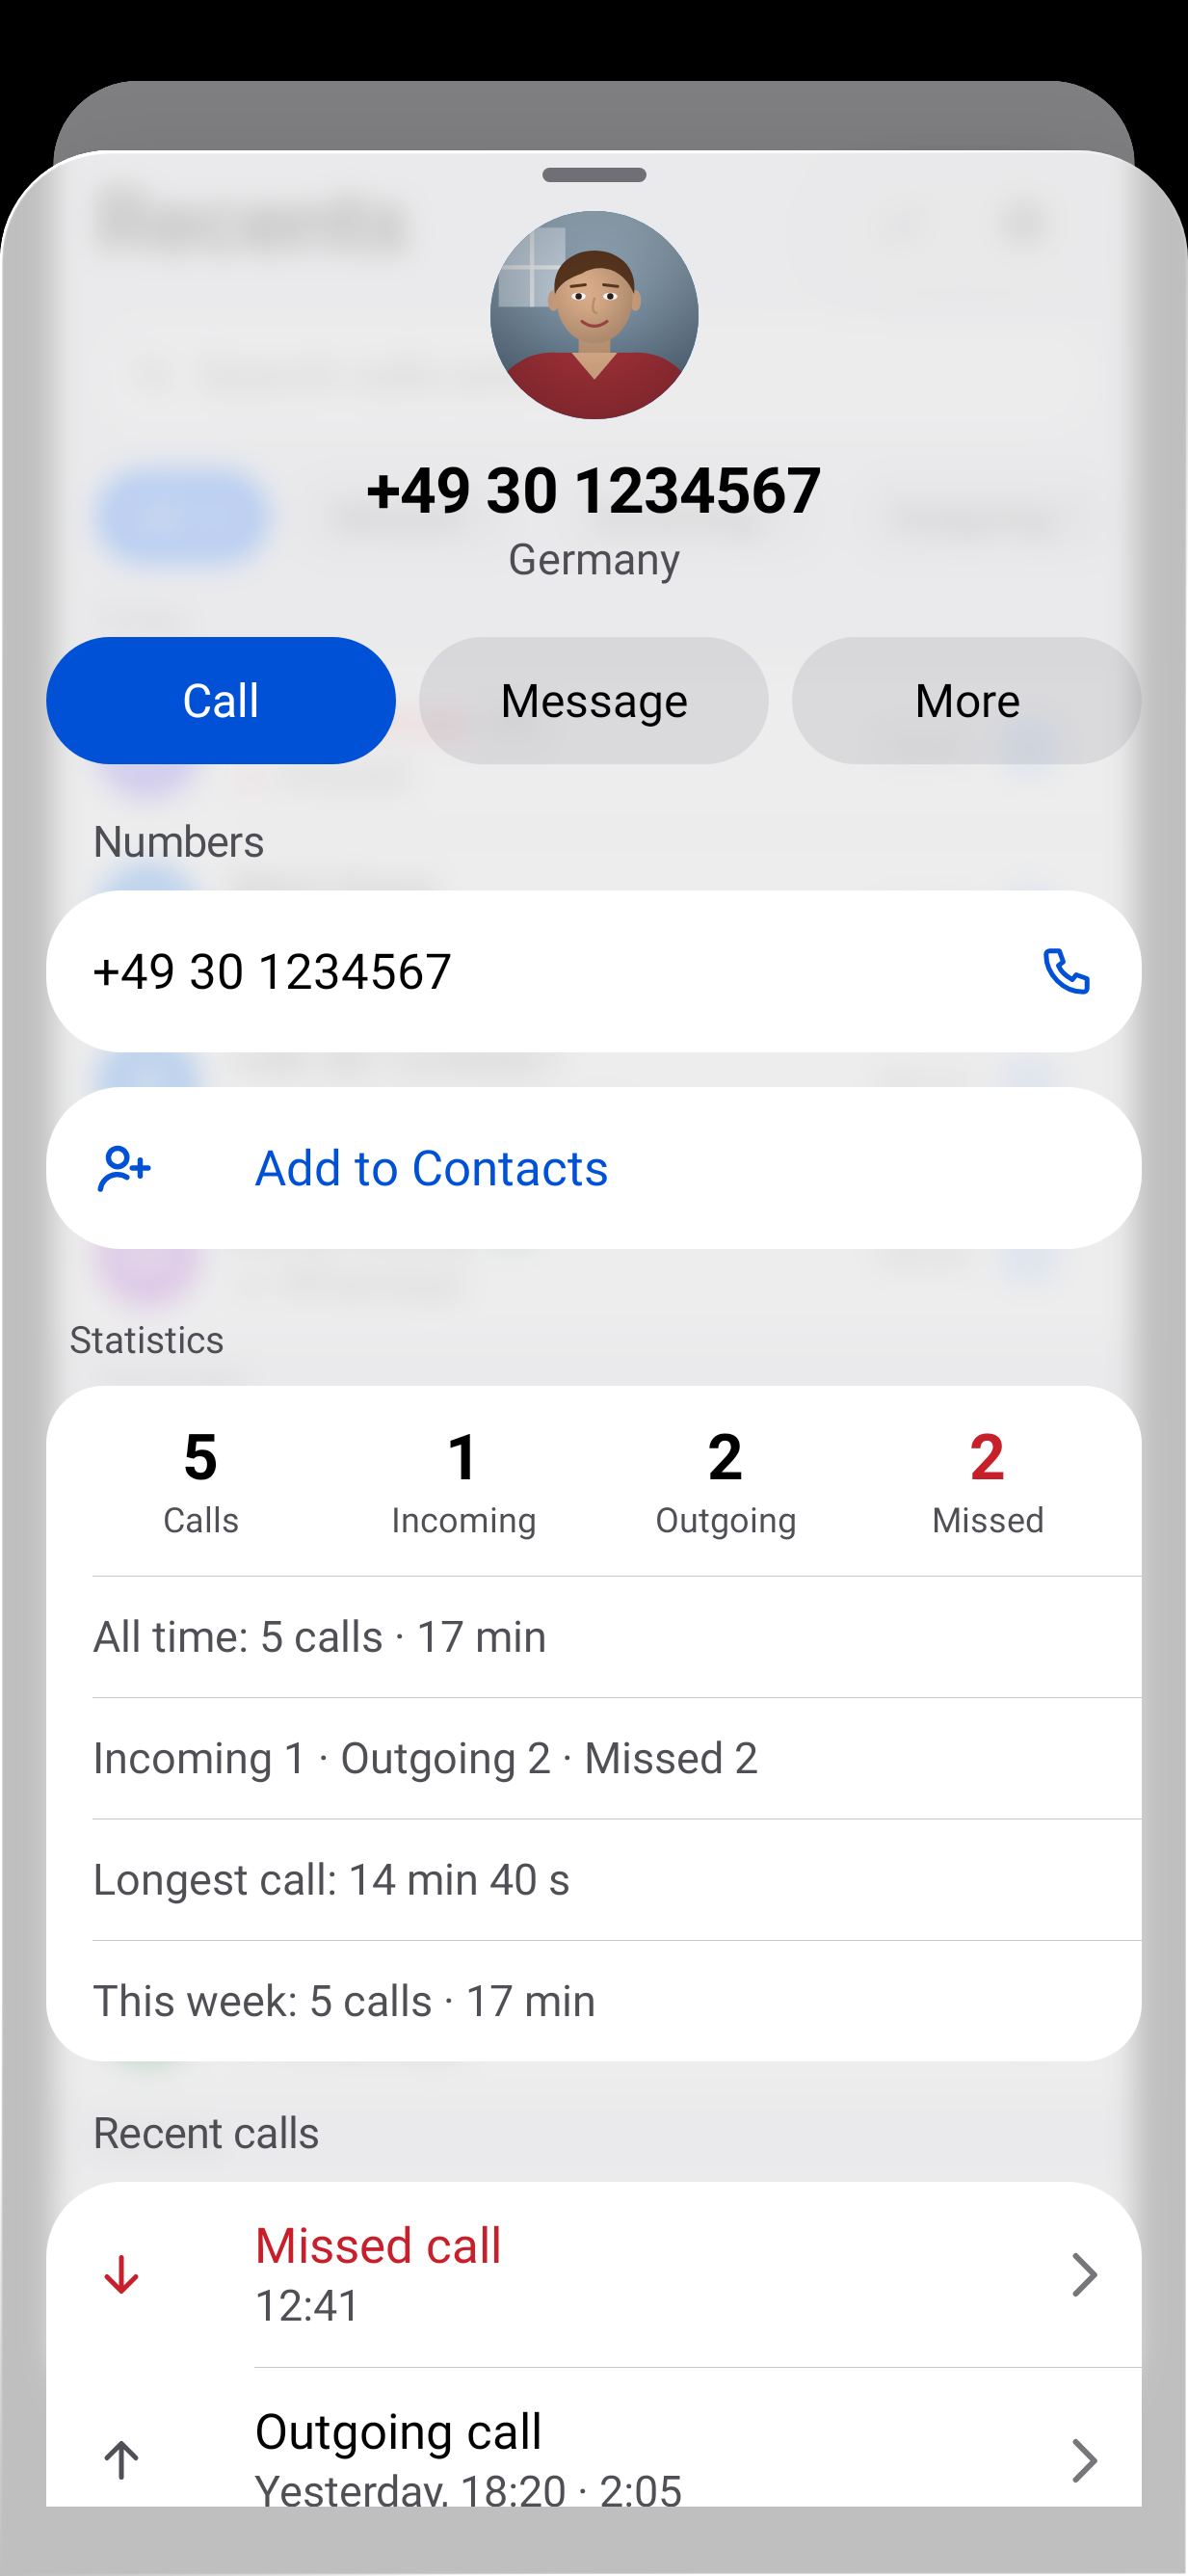 +49 30 1234567
Germany
Call
Message
More
Numbers
+49 30 1234567
Add to Contacts
Statistics
5
Calls
1
Incoming
2
Outgoing
2
Missed
All time: 5 calls · 17 min
Incoming 1 · Outgoing 2 · Missed 2
Longest call: 14 min 40 s
This week: 5 calls · 17 min
Recent calls
Missed call
12:41
Outgoing call
Yesterday, 18:20 · 2:05